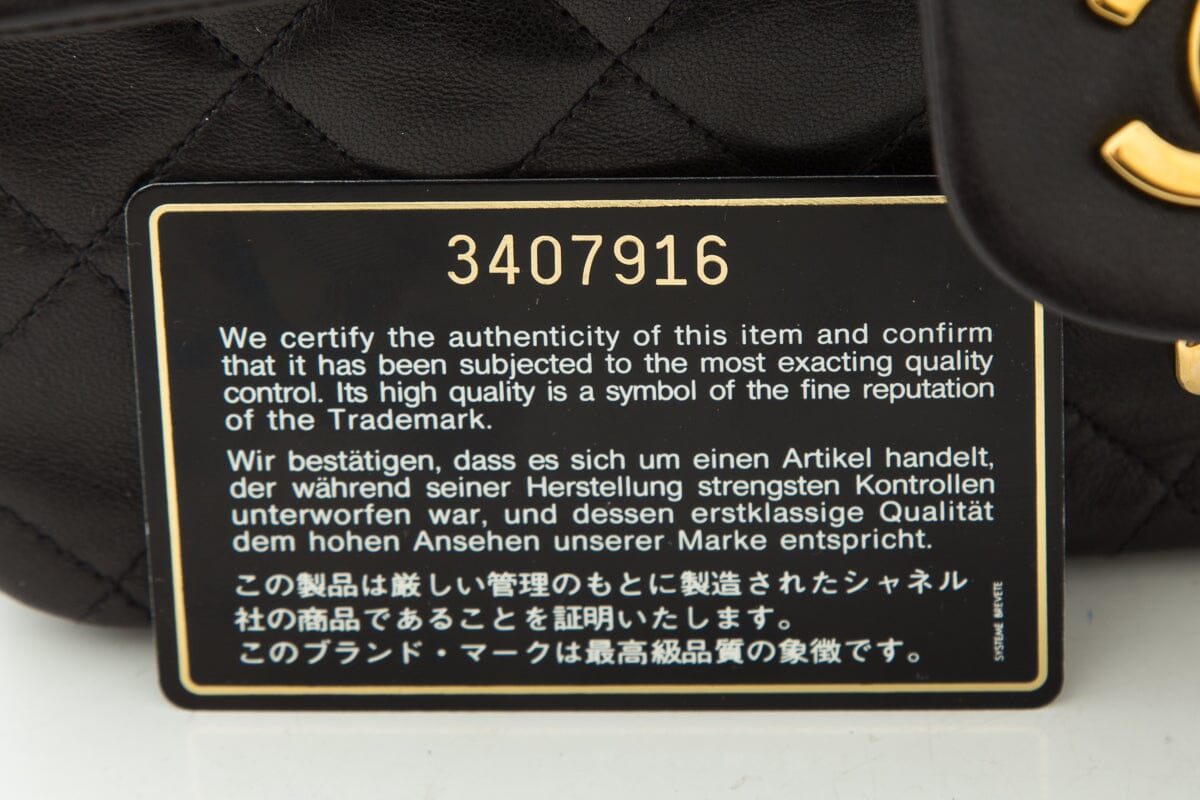 3407916
We certify the authenticity of this item and confirm
that it has been subjected to the most exacting quality
control. Its high quality is a symbol of the fine reputation
of the Trademark.
Wir bestätigen, dass es sich um einen Artikel handelt,
der während seiner Herstellung strengsten Kontrollen
unterworfen war, und dessen erstklassige Qualität
dem hohen Ansehen unserer Marke entspricht.
この製品は厳しい管理のもとに製造されたシャネル
社の商品であることを証明いたします。
このブランド・マークは最高級品質の象徴です。
SYSTEME BREVETE